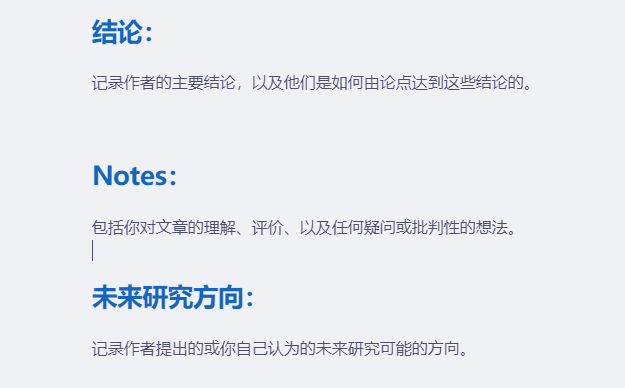 结论：
记录作者的主要结论，以及他们是如何由论点达到这些结论的。
Notes：
包括你对文章的理解、评价、以及任何疑问或批判性的想法。
未来研究方向：
记录作者提出的或你自己认为的未来研究可能的方向。